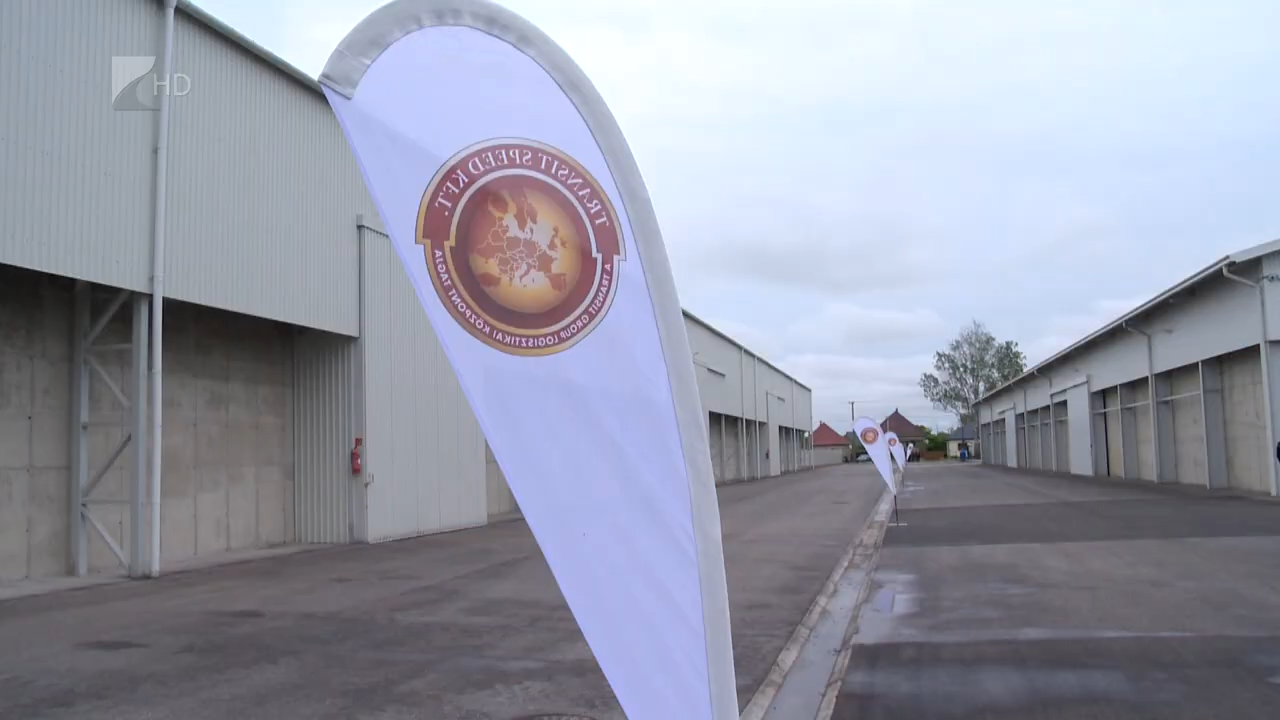 HD
TRANSIT SPEED KFT.
A TRANSIT GROUP LOGISZTIKAI KÖZPONT TAGJA